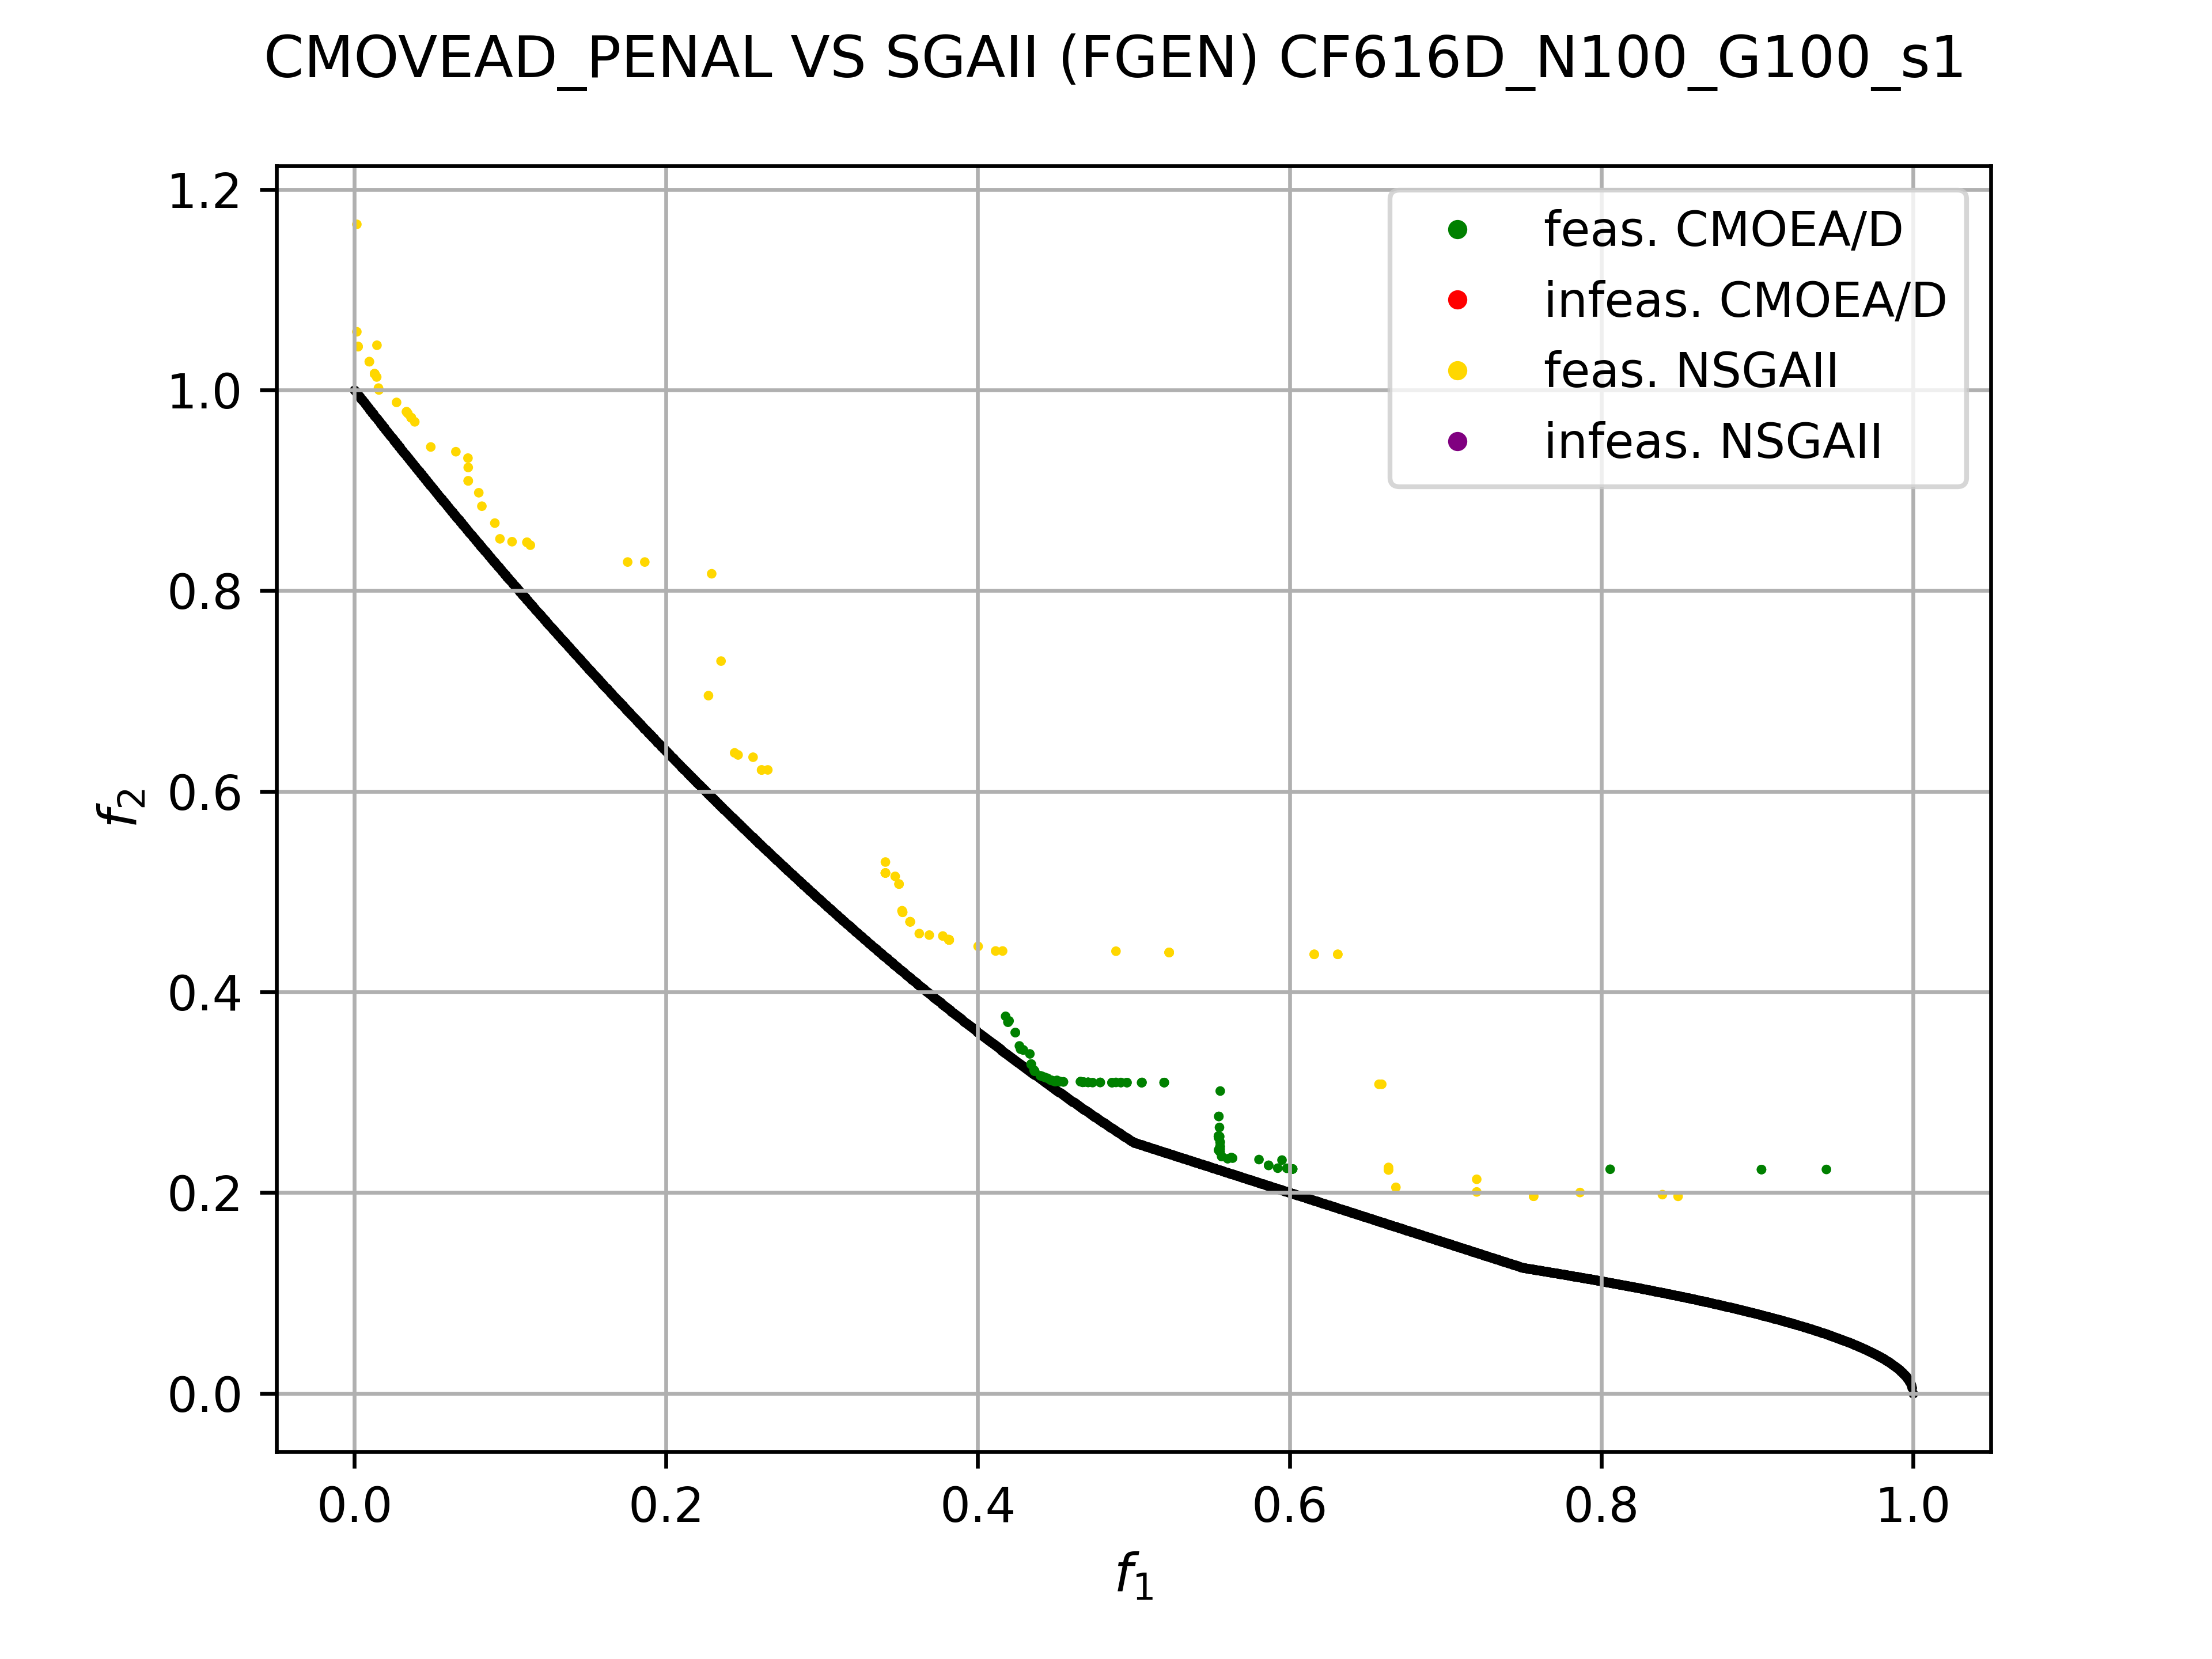 CMOVEAD_PENAL VS SGAII (FGEN) CF616D_N100_G100_s1
1.2
1.0
0.8
0.6
0.4
0.2
0.0
f2
feas. CMOEA/D
infeas. CMOEA/D
feas. NSGAII
infeas. NSGAII
0.0 0.2 0.4 0.6 0.8 1.0
f1